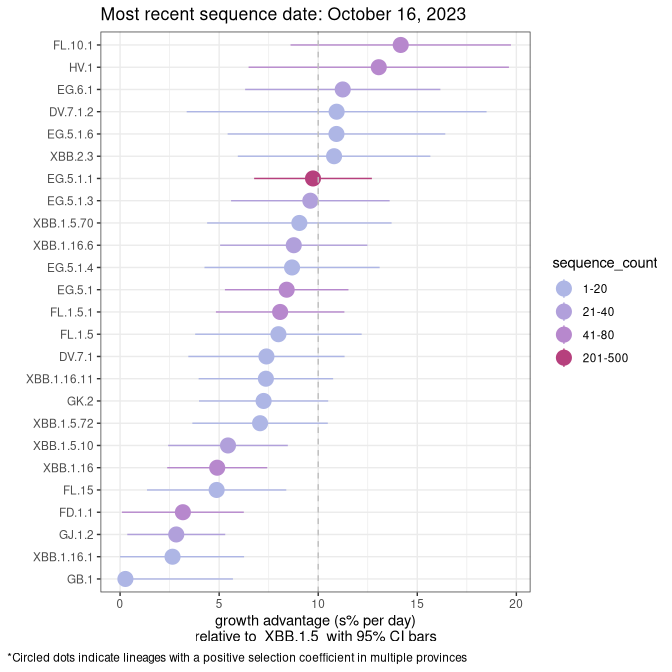 Most recent sequence date: October 16, 2023
FL.10.1
HV.1
EG.6.1
DV.7.1.2
EG.5.1.6
XBB.2.3
EG.5.1.1
EG.5.1.3
XBB.1.5.70
XBB.1.16.6
EG.5.1.4
EG.5.1
FL.1.5.1
FL.1.5
DV.7.1
XBB.1.16.11
GK.2
XBB.1.5.72
XBB.1.5.10
XBB.1.16
FL.15
FD.1.1
GJ.1.2
XBB.1.16.1
GB.1
0 5 10 15 20
growth advantage (s% per day)
relative to XBB.1.5 with 95% CI bars
sequence_count
1-20
21-40
41-80
201-500
*Circled dots indicate lineages with a positive selection coefficient in multiple provinces